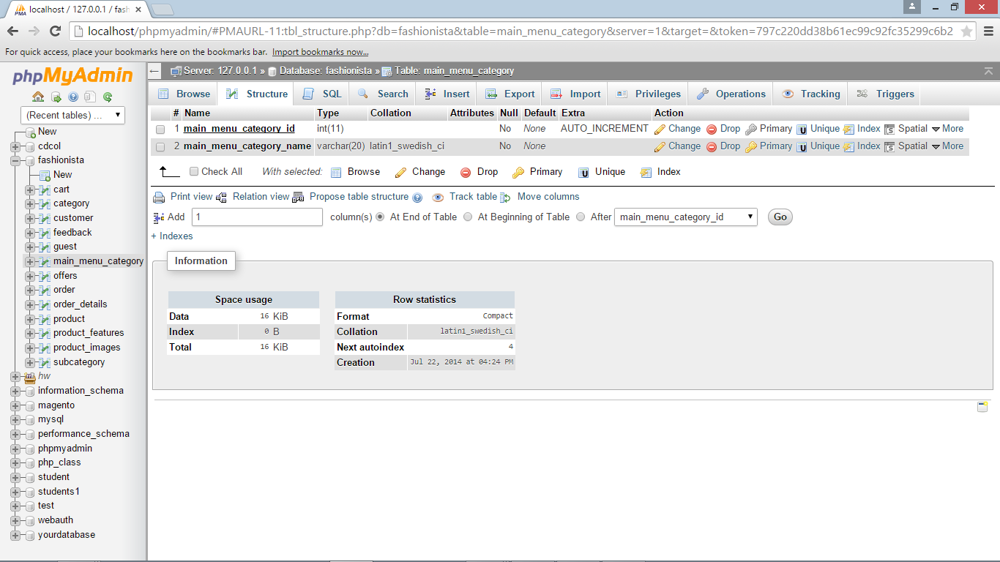 localhost / 127.0.0.1 / fash
localhost/phpmyadmin/#PMAURL-11:tbl_structure.php?db=fashionista&table=main_menu_category&server=1&target=&token=797c220dd38b61ec99c92fc35299c6b2
For quick access, place your bookmarks here on the bookmarks bar. Import bookmarks now...
phpMyAdmin
(Recent tables) ...
New
cdcol
fashionista
New
cart
category
customer
feedback
guest
main_menu_category
offers
order
order_details
product
product_features
product_images
subcategory
hw
information_schema
magento
mysql
performance_schema
phpmyadmin
php_class
student
students1
test
webauth
yourdatabase
Server: 127.0.0.1 » Database: fashionista » Table: main_menu_category
Browse Structure SQL Search Insert Export Import Privileges Operations Tracking Triggers
# Name Type Collation Attributes Null Default Extra Action
1 main_menu_category_id int(11) No None AUTO_INCREMENT Change Drop Primary Unique Index Spatial More
2 main_menu_category_name varchar(20) latin1_swedish_ci No None Change Drop Primary Unique Index Spatial More
Check All With selected: Browse Change Drop Primary Unique Index
Print view Relation view Propose table structure Track table Move columns
Add 1 column(s) At End of Table At Beginning of Table After main_menu_category_id Go
+ Indexes
Information
Space usage
Data 16 KiB
Index 0 B
Total 16 KiB
Row statistics
Format Compact
Collation latin1_swedish_ci
Next autoindex 4
Creation Jul 22, 2014 at 04:24 PM